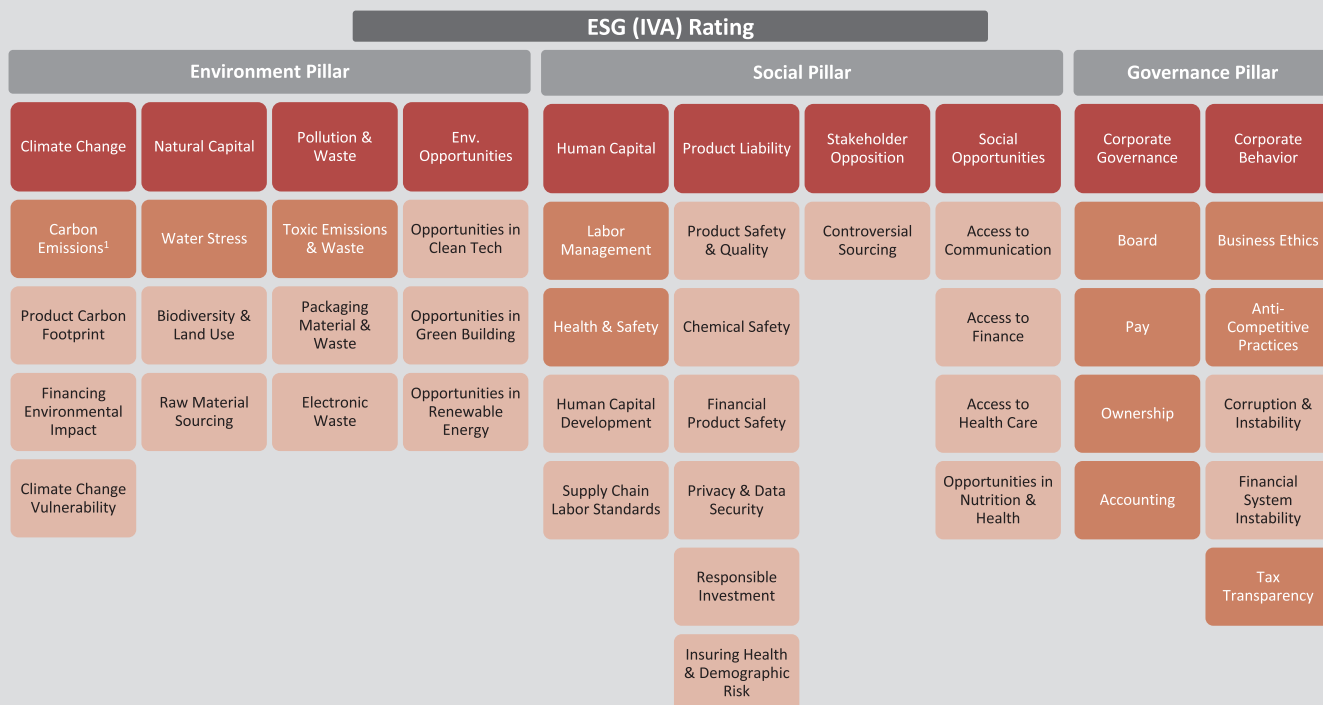 ESG (IVA) Rating
Environment Pillar
Social Pillar
Governance Pillar
Climate Change
Natural Capital
Pollution &
Waste
Env.
Opportunities
Human Capital
Product Liability
Stakeholder
Opposition
Social
Opportunities
Corporate
Governance
Corporate
Behavior
Carbon
Emissions¹
Water Stress
Toxic Emissions
& Waste
Opportunities in
Clean Tech
Labor
Management
Product Safety
& Quality
Controversial
Sourcing
Access to
Communication
Board
Business Ethics
Product Carbon
Footprint
Biodiversity &
Land Use
Packaging
Material &
Waste
Opportunities in
Green Building
Health & Safety
Chemical Safety
Access to
Finance
Pay
Anti-
Competitive
Practices
Financing
Environmental
Impact
Raw Material
Sourcing
Electronic
Waste
Opportunities in
Renewable
Energy
Human Capital
Development
Financial
Product Safety
Access to
Health Care
Ownership
Corruption &
Instability
Climate Change
Vulnerability
Supply Chain
Labor Standards
Privacy & Data
Security
Opportunities in
Nutrition &
Health
Accounting
Financial
System
Instability
Responsible
Investment
Tax
Transparency
Insuring Health
& Demographic
Risk